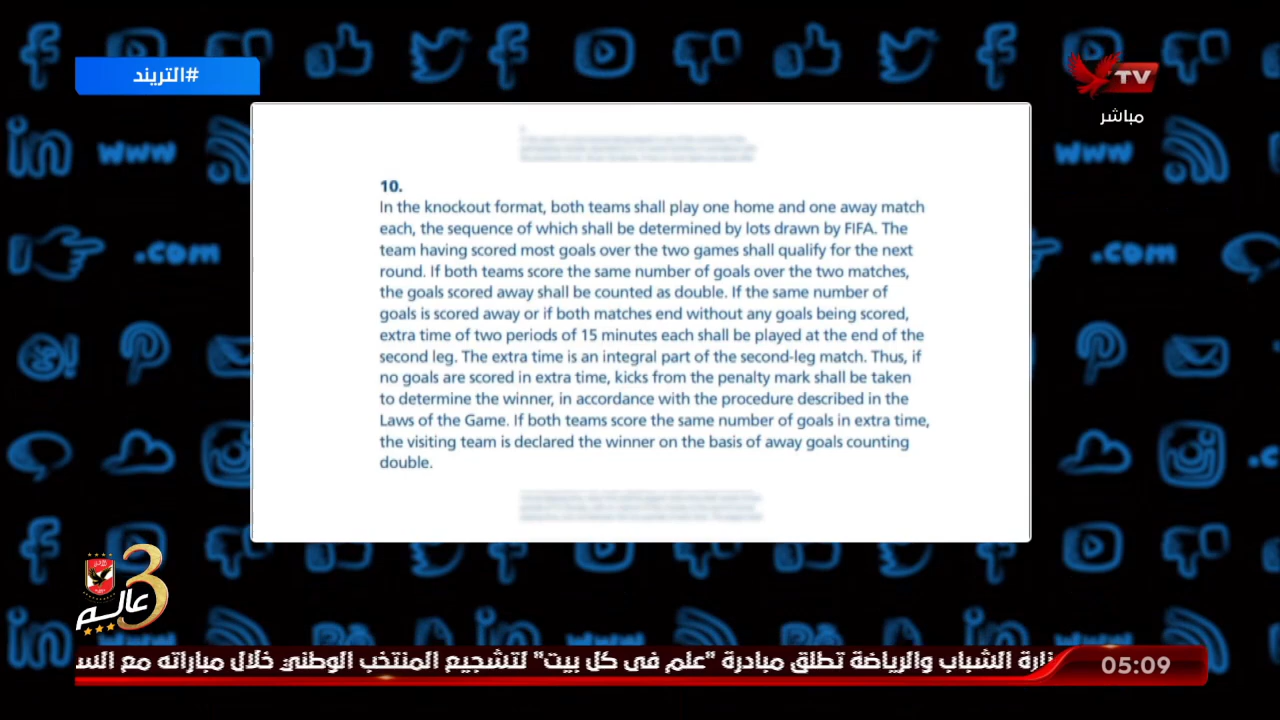 #التريند
TV
مباشر
10.
In the knockout format, both teams shall play one home and one away match
each, the sequence of which shall be determined by lots drawn by FIFA. The
team having scored most goals over the two games shall qualify for the next
round. If both teams score the same number of goals over the two matches,
the goals scored away shall be counted as double. If the same number of
goals is scored away or if both matches end without any goals being scored,
extra time of two periods of 15 minutes each shall be played at the end of the
second leg. The extra time is an integral part of the second-leg match. Thus, if
no goals are scored in extra time, kicks from the penalty mark shall be taken
to determine the winner, in accordance with the procedure described in the
Laws of the Game. If both teams score the same number of goals in extra time,
the visiting team is declared the winner on the basis of away goals counting
double.
www
www
.com
.com
3
عالم
الشباب والرياضة تطلق مبادرة "علم فى كل بيت" لتشجيع المنتخب الوطني خلال مباراته مع
05:09